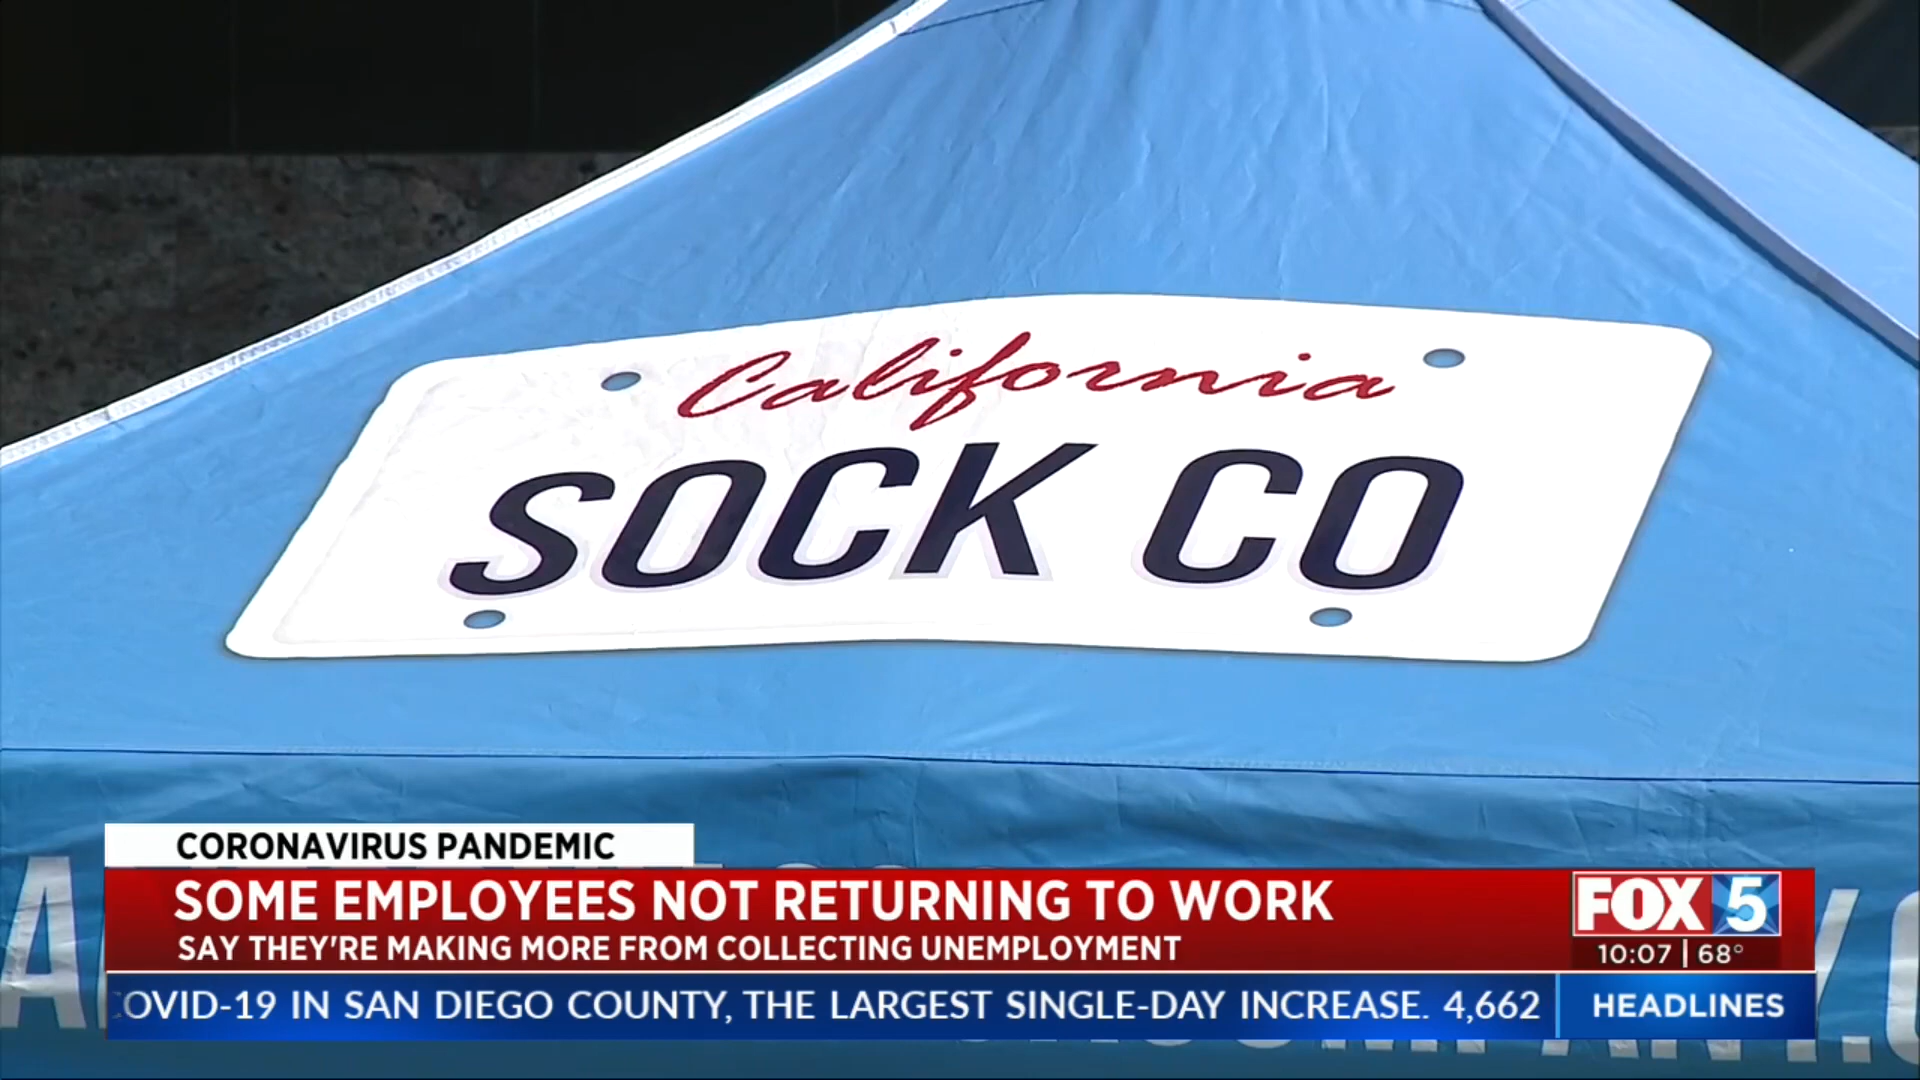 California
SOCK CO
CORONAVIRUS PANDEMIC
SOME EMPLOYEES NOT RETURNING TO WORK
SAY THEY'RE MAKING MORE FROM COLLECTING UNEMPLOYMENT
FOX 5
10:07 | 68°
OVID-19 IN SAN DIEGO COUNTY, THE LARGEST SINGLE-DAY INCREASE. 4,662
HEADLINES